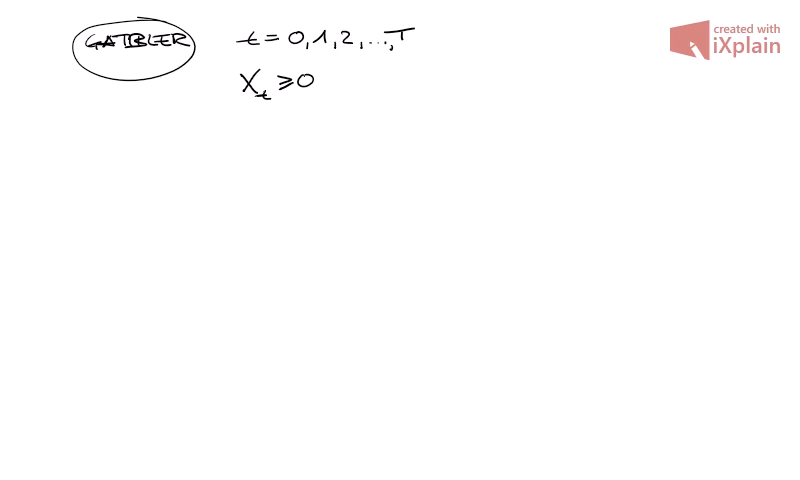 GAMBLER t = 0, 1, 2, ..., T
X_t ≥ 0
created with
iXplain